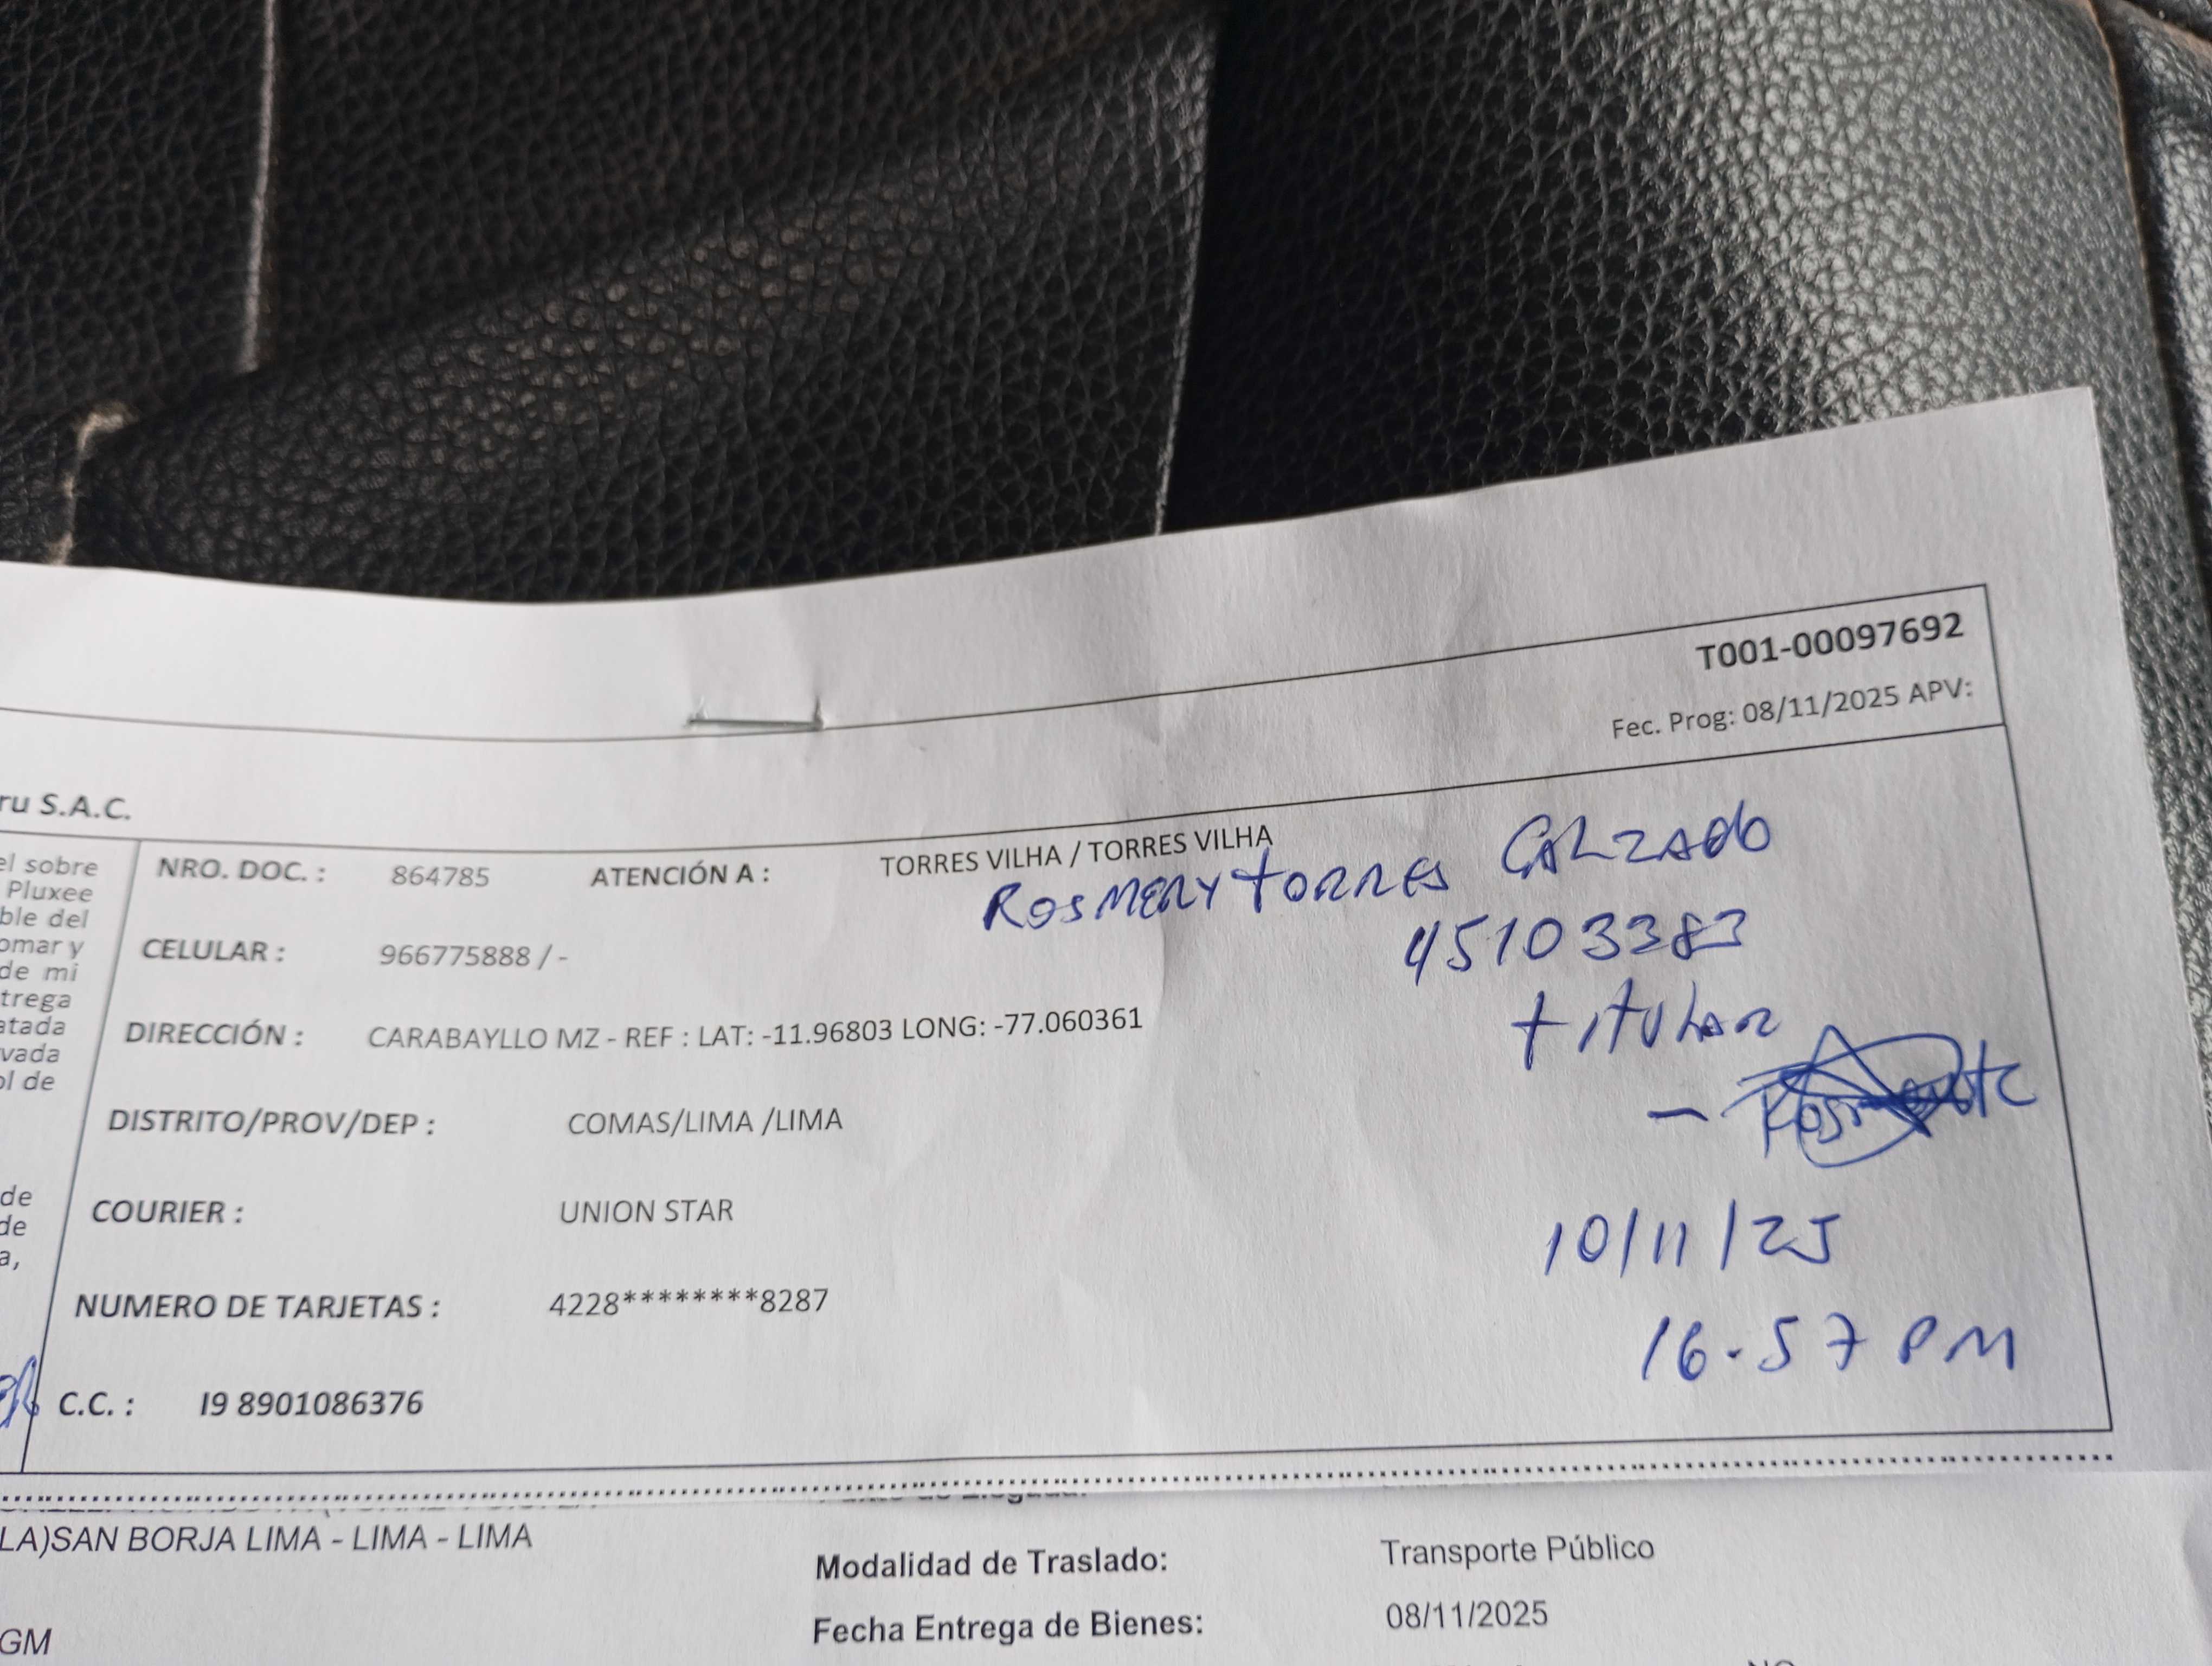 T001-00097692
Fec. Prog: 08/11/2025 APV:
ru S.A.C.
el sobre
Pluxee
ble del
omar y
de mi
trega
atada
vada
ol de
de
de
a,
NRO. DOC. : 864785 ATENCIÓN A : TORRES VILHA / TORRES VILHA
ROSMERY TORRES CALZADO
45103383
titular
CELULAR : 966775888 / -
DIRECCIÓN : CARABAYLLO MZ - REF : LAT: -11.96803 LONG: -77.060361
DISTRITO/PROV/DEP : COMAS/LIMA /LIMA
COURIER : UNION STAR
10/11/25
NUMERO DE TARJETAS : 4228********8287
16.57 PM
C.C. : I9 8901086376
LA)SAN BORJA LIMA - LIMA - LIMA
Modalidad de Traslado: Transporte Público
Fecha Entrega de Bienes: 08/11/2025
GM